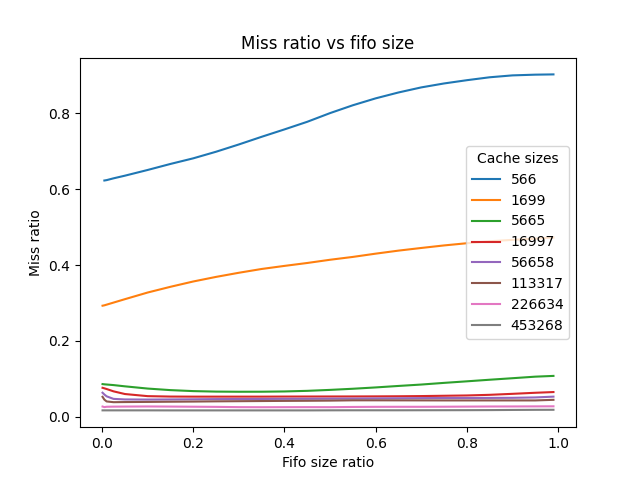 Miss ratio vs fifo size
Miss ratio
0.8
0.6
0.4
0.2
0.0
Cache sizes
566
1699
5665
16997
56658
113317
226634
453268
0.0 0.2 0.4 0.6 0.8 1.0
Fifo size ratio